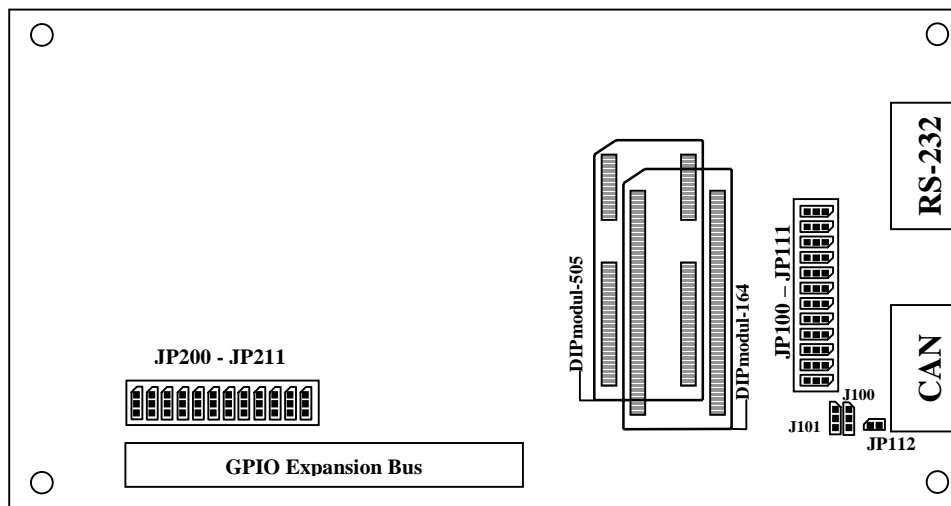 RS-232
DIPmodul-505
DIPmodul-164
JP100 – JP111
CAN
JP200 - JP211
J100
J101
JP112
GPIO Expansion Bus